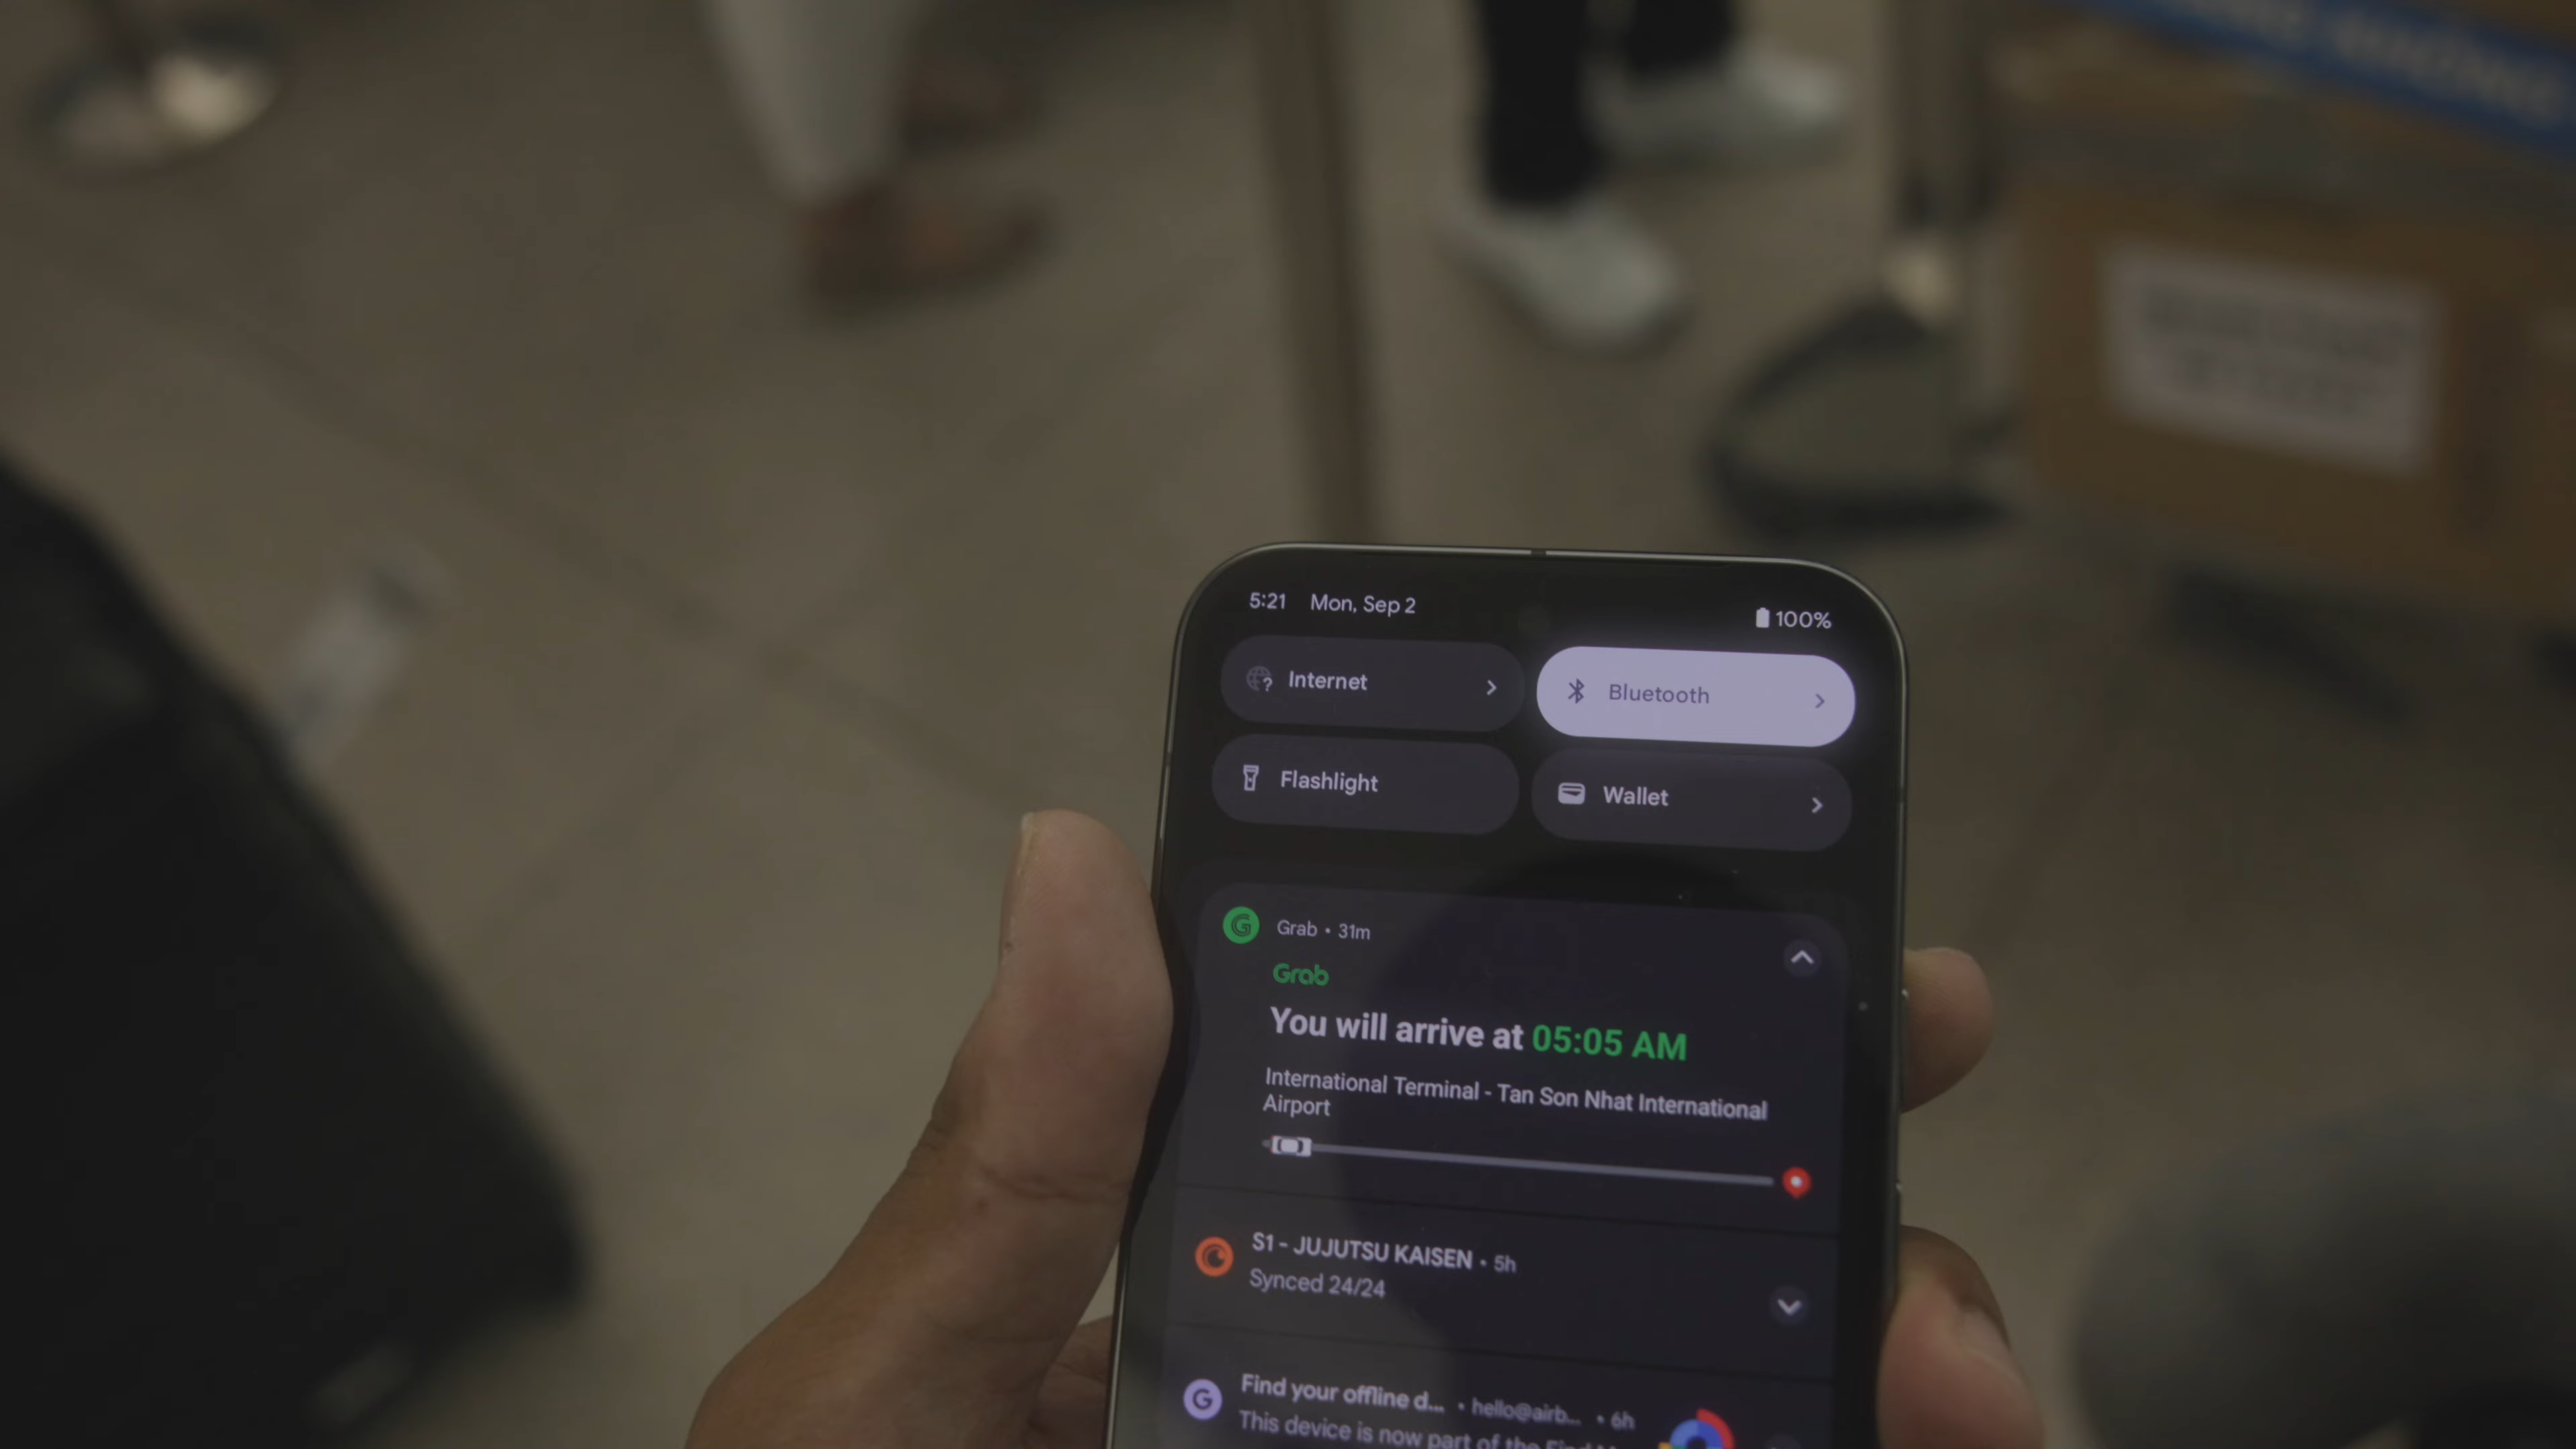 5:21 Mon, Sep 2 100%
Internet Bluetooth
Flashlight Wallet
Grab • 31m
Grab
You will arrive at 05:05 AM
International Terminal - Tan Son Nhat International
Airport
S1 - JUJUTSU KAISEN • 5h
Synced 24/24
Find your offline d... • hello@airb... • 6h
This device is now part of the Find